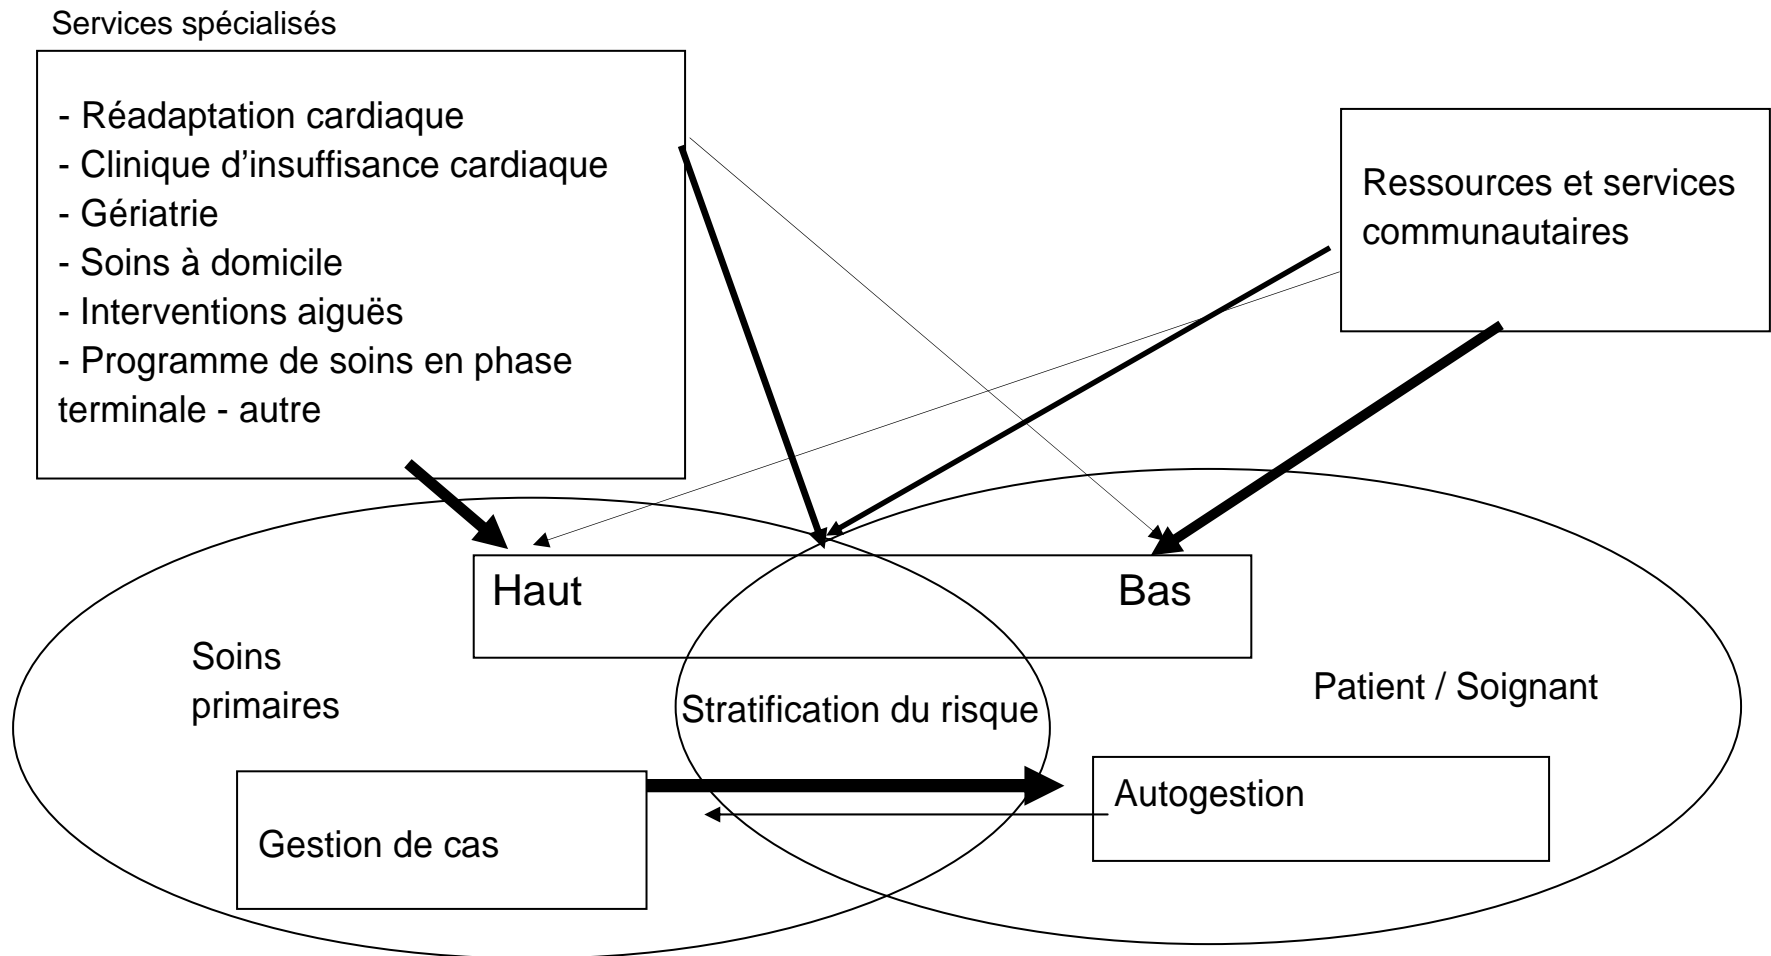 Services spécialisés
- Réadaptation cardiaque
- Clinique d'insuffisance cardiaque
- Gériatrie
- Soins à domicile
- Interventions aiguës
- Programme de soins en phase
terminale - autre
Ressources et services
communautaires
Haut
Bas
Soins
primaires
Stratification du risque
Patient / Soignant
Gestion de cas
Autogestion